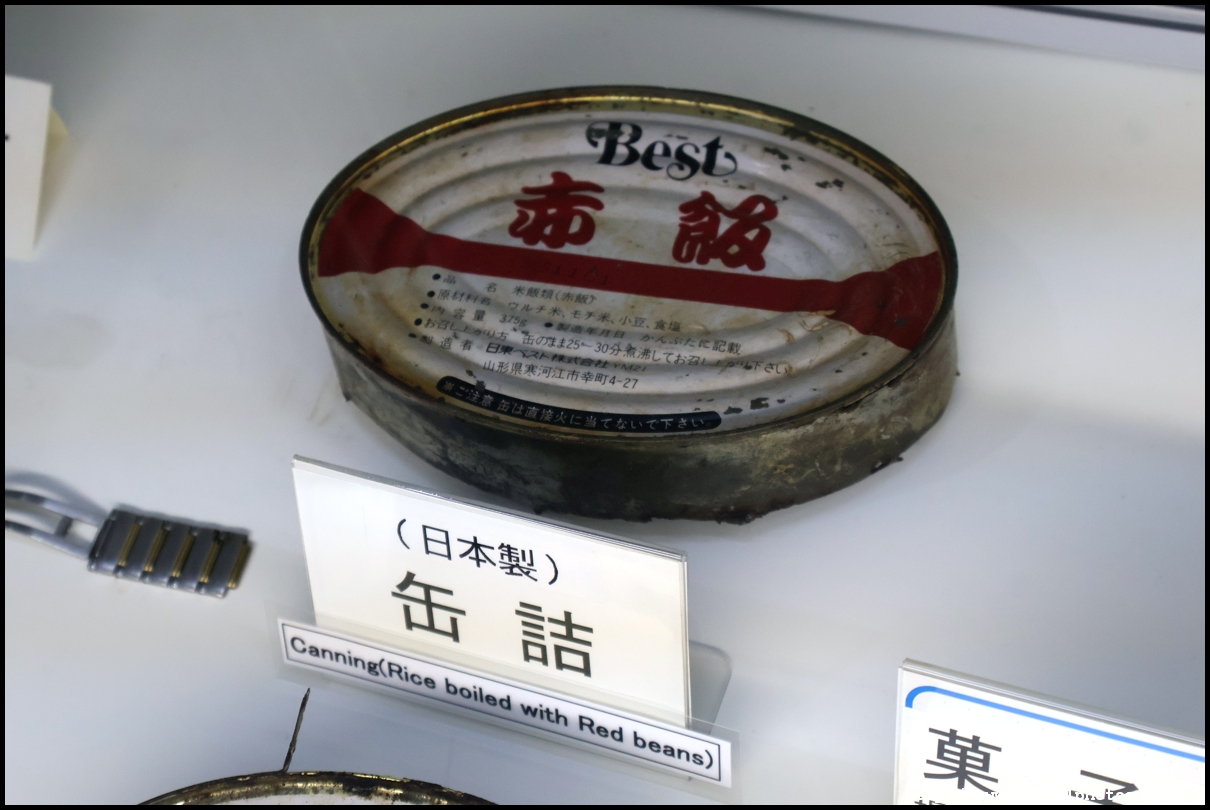 Best
赤飯
●品 名 米飯類(赤飯)
●原材料名 ウルチ米、モチ米、小豆、食塩
●内容量 375g ●製造年月日 かんぶたに記載
●お召し上がり方 缶のまま25〜30分煮沸してお召し上がり下さい
●製造者 日東ベスト株式会社 YM21
山形県寒河江市幸町4-27
※ご注意 缶は直接火に当てないで下さい
(日本製)
缶詰
Canning(Rice boiled with Red beans)
菓子